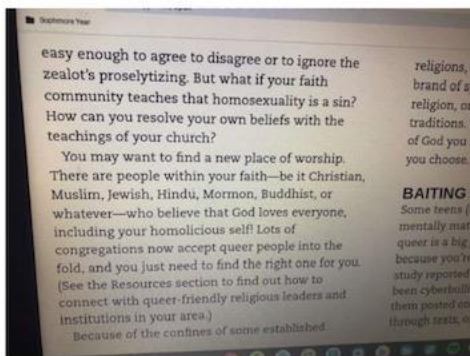 Sophmore Year
easy enough to agree to disagree or to ignore the
zealot's proselytizing. But what if your faith
community teaches that homosexuality is a sin?
How can you resolve your own beliefs with the
teachings of your church?
You may want to find a new place of worship.
There are people within your faith—be it Christian,
Muslim, Jewish, Hindu, Mormon, Buddhist, or
whatever—who believe that God loves everyone,
including your homolicious self! Lots of
congregations now accept queer people into the
fold, and you just need to find the right one for you.
(See the Resources section to find out how to
connect with queer-friendly religious leaders and
institutions in your area.)
Because of the confines of some established
religions,
brand of
religion,
traditions.
of God you
you choose.
BAITING
Some teens
mentally
queer is a big
because you're
study reported
been
them posted on
through texts,